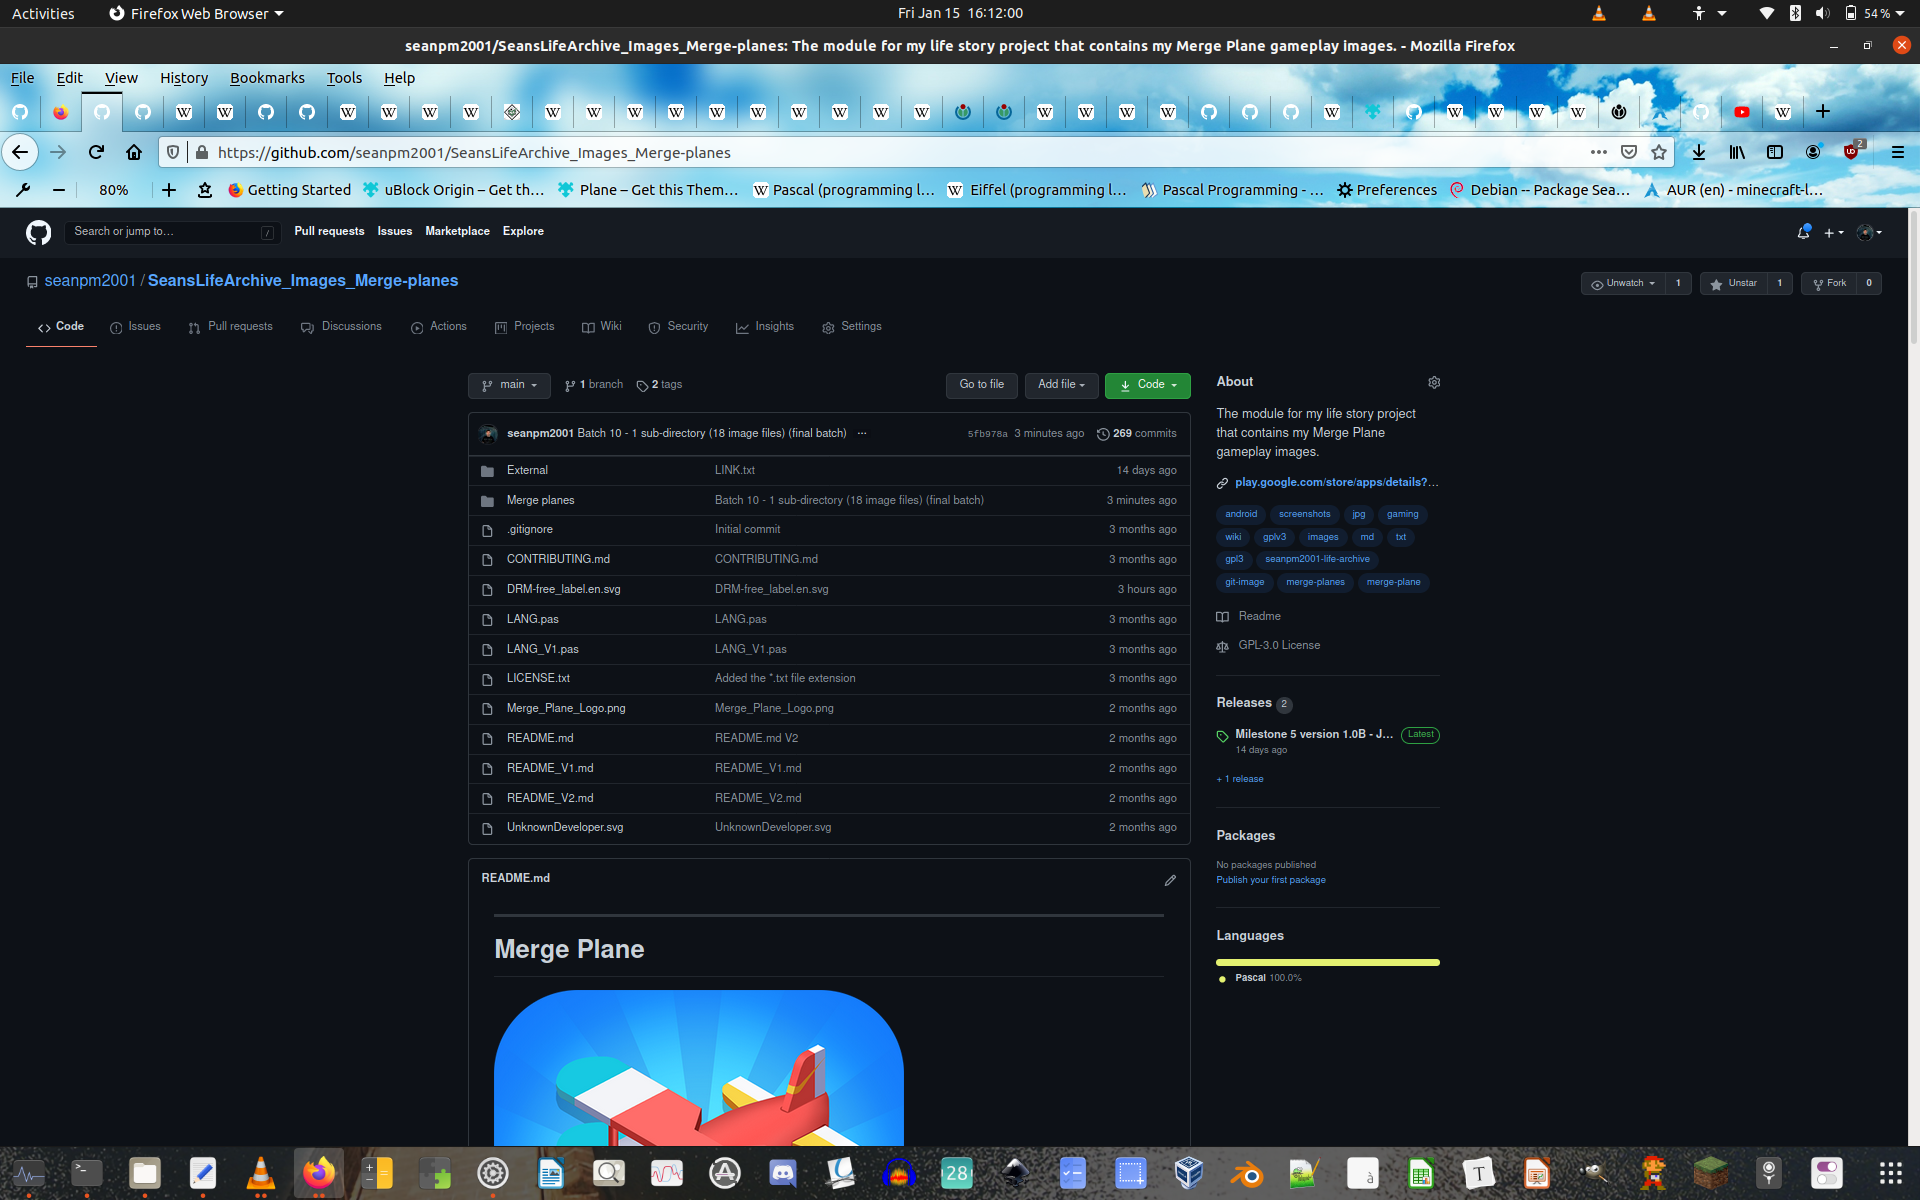 Activities Firefox Web Browser Fri Jan 15 16:12:00 54 %
seanpm2001/SeansLifeArchive_Images_Merge-planes: The module for my life story project that contains my Merge Plane gameplay images. - Mozilla Firefox
File Edit View History Bookmarks Tools Help
https://github.com/seanpm2001/SeansLifeArchive_Images_Merge-planes 2
80% Getting Started uBlock Origin – Get th… Plane – Get this Them… Pascal (programming l… Eiffel (programming l… Pascal Programming - … Preferences Debian -- Package Sea… AUR (en) - minecraft-l…
Search or jump to… / Pull requests Issues Marketplace Explore
seanpm2001 / SeansLifeArchive_Images_Merge-planes Unwatch 1 Unstar 1 Fork 0
Code Issues Pull requests Discussions Actions Projects Wiki Security Insights Settings
main 1 branch 2 tags Go to file Add file Code
seanpm2001 Batch 10 - 1 sub-directory (18 image files) (final batch) … 5fb978a 3 minutes ago 269 commits
External LINK.txt 14 days ago
Merge planes Batch 10 - 1 sub-directory (18 image files) (final batch) 3 minutes ago
.gitignore Initial commit 3 months ago
CONTRIBUTING.md CONTRIBUTING.md 3 months ago
DRM-free_label.en.svg DRM-free_label.en.svg 3 hours ago
LANG.pas LANG.pas 3 months ago
LANG_V1.pas LANG_V1.pas 3 months ago
LICENSE.txt Added the *.txt file extension 3 months ago
Merge_Plane_Logo.png Merge_Plane_Logo.png 2 months ago
README.md README.md V2 2 months ago
README_V1.md README_V1.md 2 months ago
README_V2.md README_V2.md 2 months ago
UnknownDeveloper.svg UnknownDeveloper.svg 2 months ago
README.md
Merge Plane
About
The module for my life story project
that contains my Merge Plane
gameplay images.
play.google.com/store/apps/details?…
android screenshots jpg gaming
wiki gplv3 images md txt
gpl3 seanpm2001-life-archive
git-image merge-planes merge-plane
Readme
GPL-3.0 License
Releases 2
Milestone 5 version 1.0B - J… Latest
14 days ago
+ 1 release
Packages
No packages published
Publish your first package
Languages
Pascal 100.0%
28